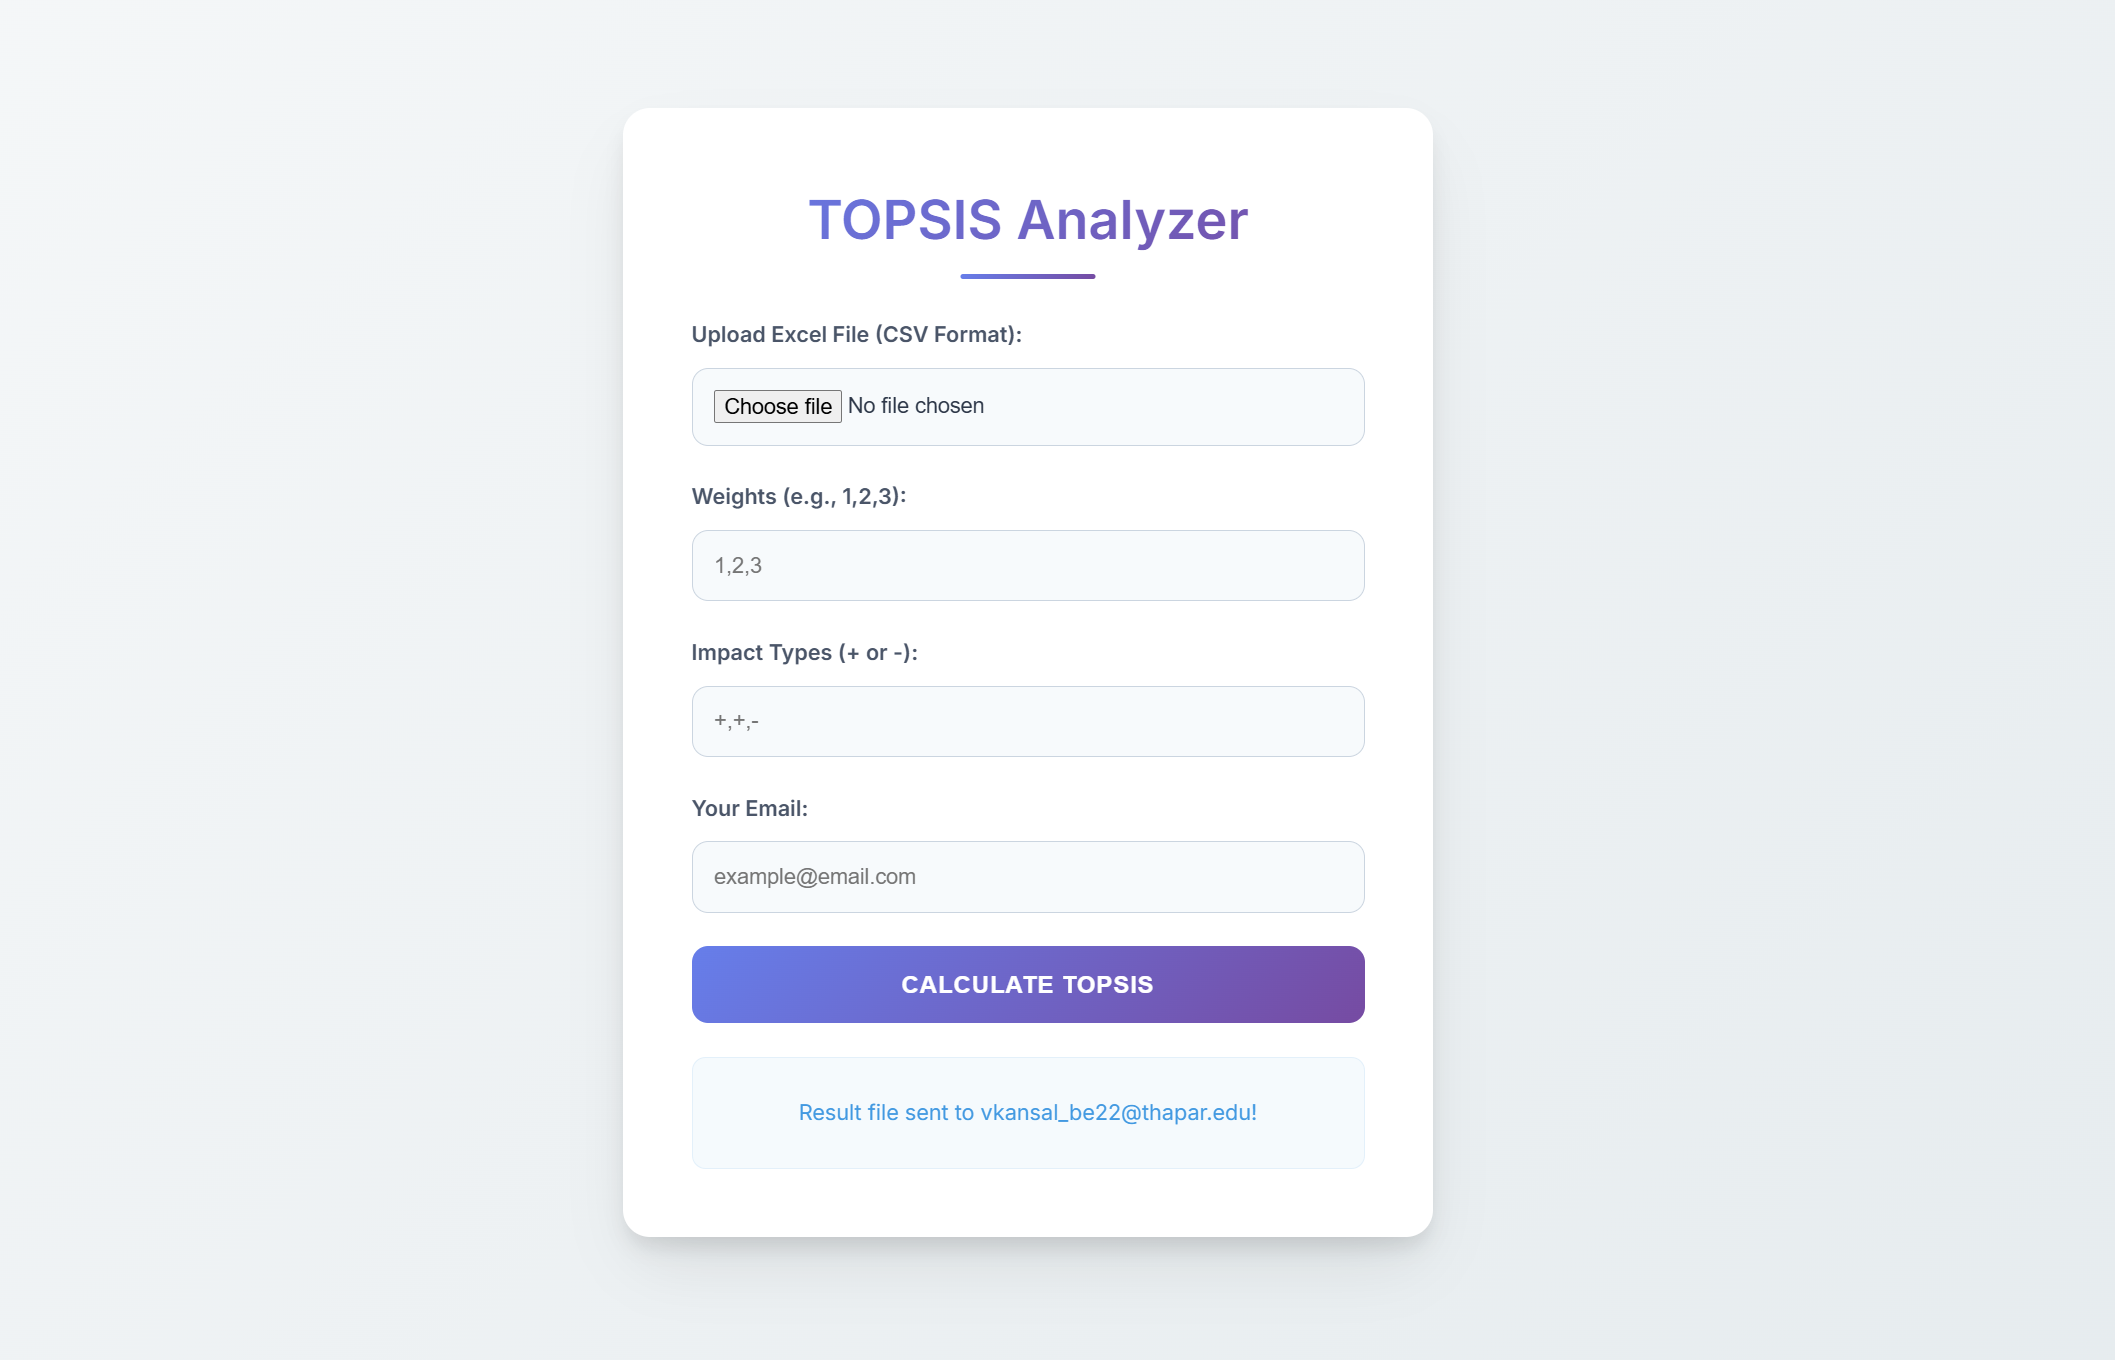 TOPSIS Analyzer
Upload Excel File (CSV Format):
Choose file No file chosen
Weights (e.g., 1,2,3):
1,2,3
Impact Types (+ or -):
+,+,-
Your Email:
example@email.com
CALCULATE TOPSIS
Result file sent to vkansal_be22@thapar.edu!